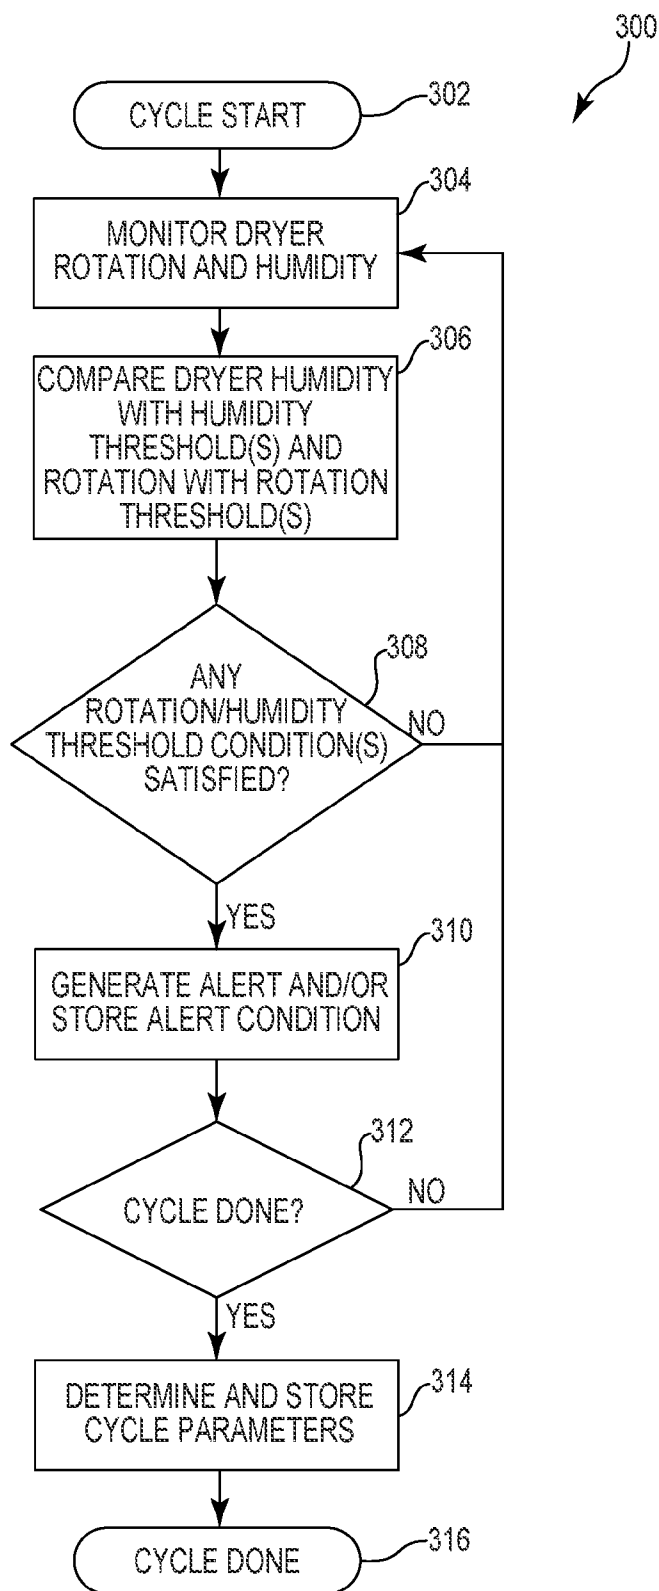 300
CYCLE START
302
304
MONITOR DRYER
ROTATION AND HUMIDITY
306
COMPARE DRYER HUMIDITY
WITH HUMIDITY
THRESHOLD(S) AND
ROTATION WITH ROTATION
THRESHOLD(S)
308
ANY
ROTATION/HUMIDITY
THRESHOLD CONDITION(S)
SATISFIED?
NO
YES
310
GENERATE ALERT AND/OR
STORE ALERT CONDITION
312
CYCLE DONE?
NO
YES
314
DETERMINE AND STORE
CYCLE PARAMETERS
CYCLE DONE
316